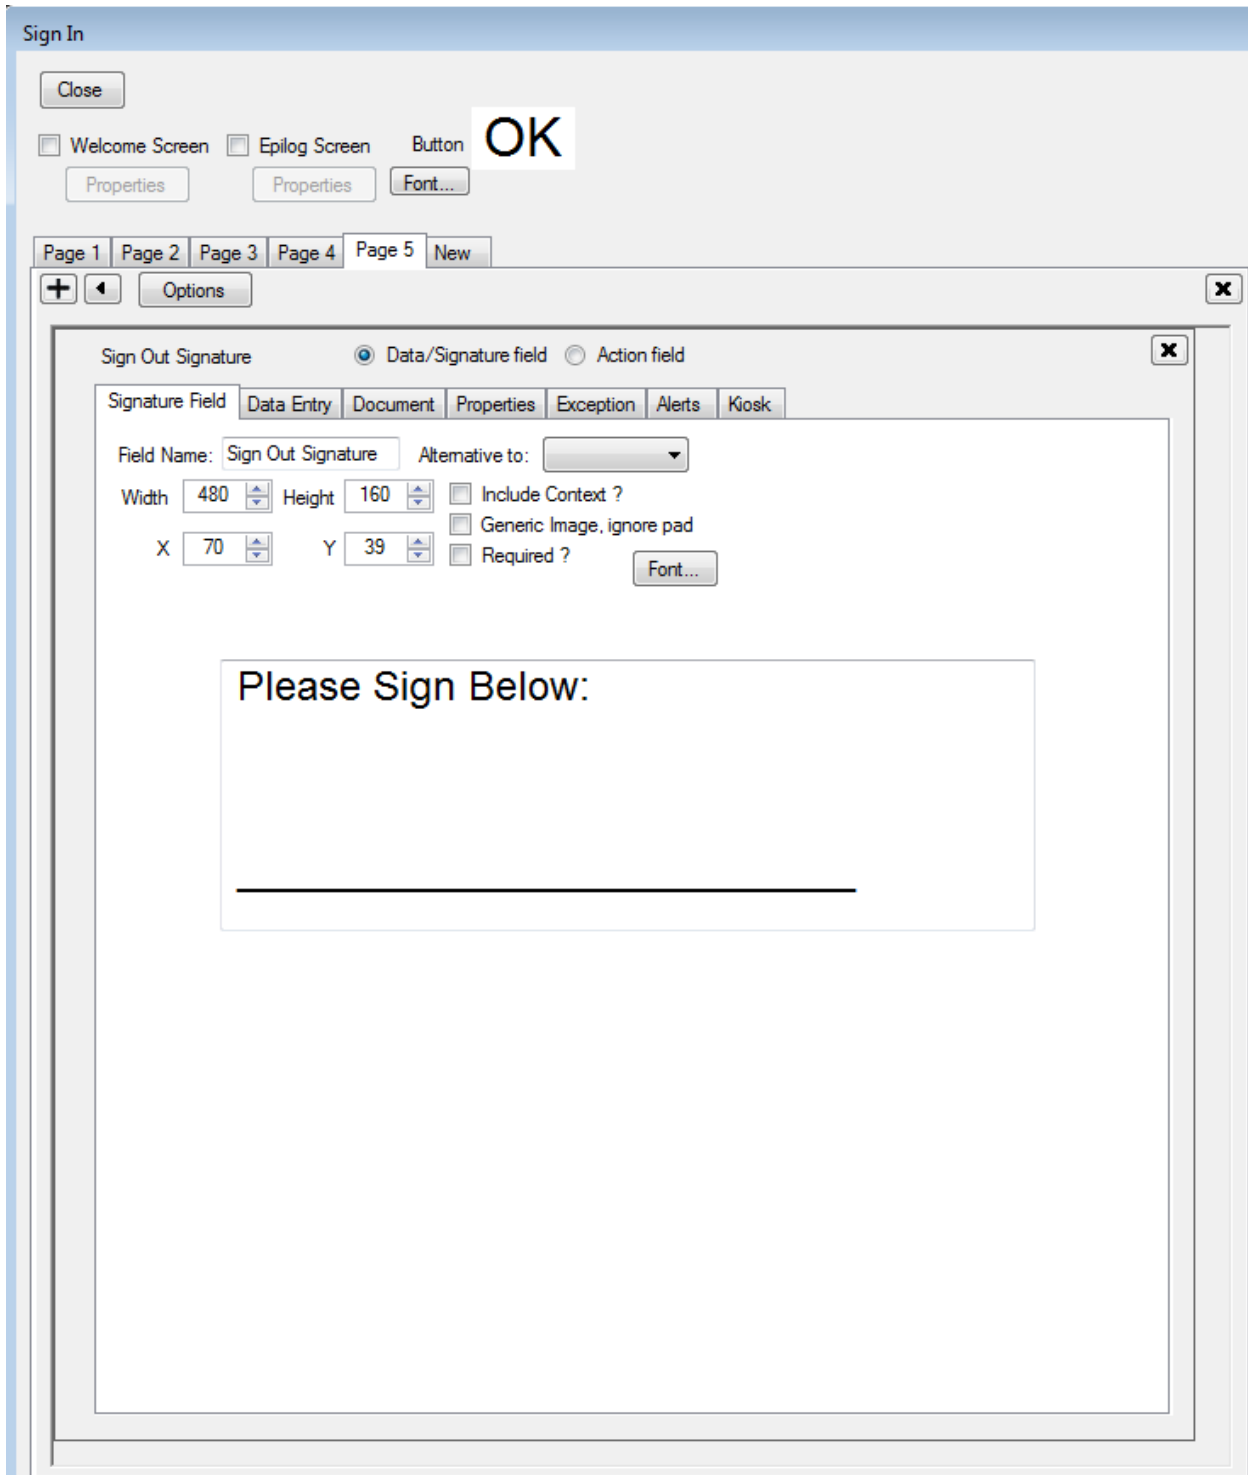 Sign In
Close
Welcome Screen Epilog Screen Button OK
Properties Properties Font...
Page 1 Page 2 Page 3 Page 4 Page 5 New
Options
Sign Out Signature Data/Signature field Action field
Signature Field Data Entry Document Properties Exception Alerts Kiosk
Field Name: Sign Out Signature Alternative to:
Width 480 Height 160 Include Context ?
Generic Image, ignore pad
X 70 Y 39 Required ?
Font...
Please Sign Below: